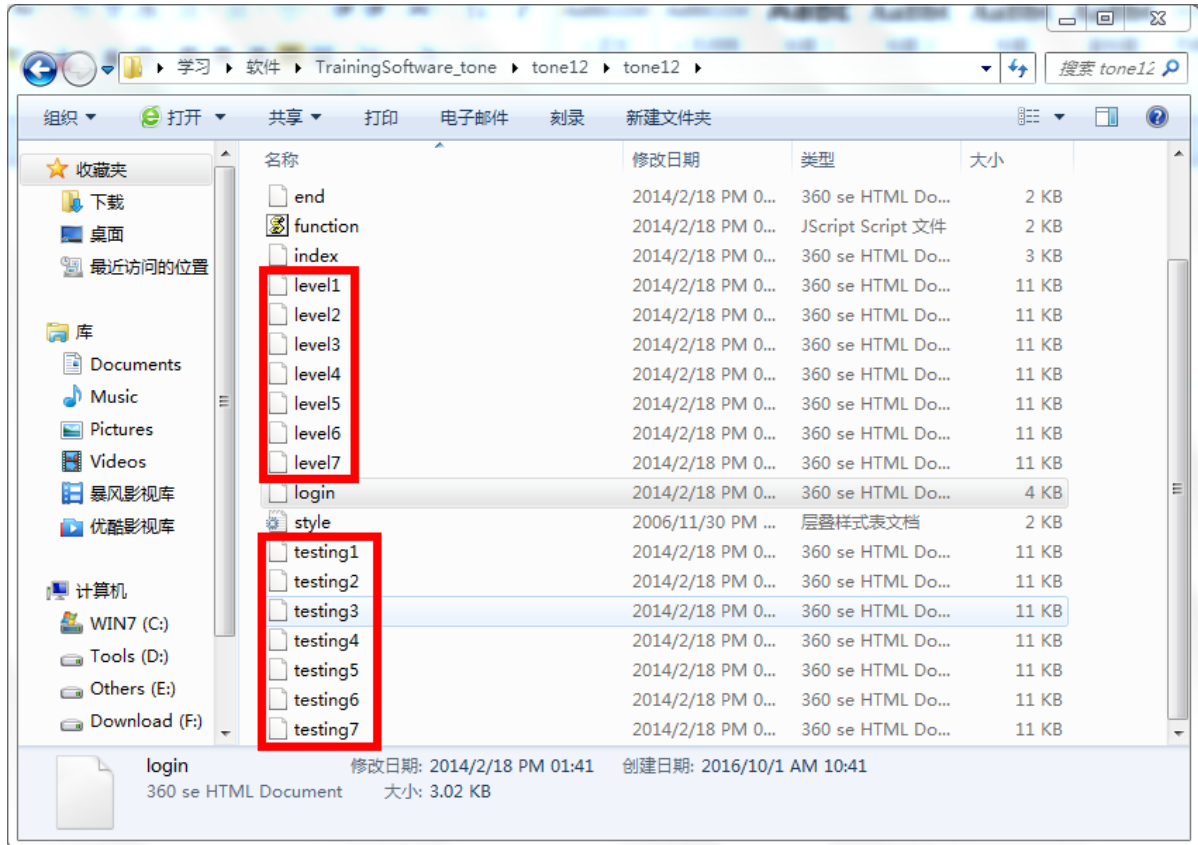 学习 软件 TrainingSoftware_tone tone12 tone12 搜索 tone12
组织 打开 共享 打印 电子邮件 刻录 新建文件夹
收藏夹
下载
桌面
最近访问的位置
库
Documents
Music
Pictures
Videos
暴风影视库
优酷影视库
计算机
WIN7 (C:)
Tools (D:)
Others (E:)
Download (F:)
名称 修改日期 类型 大小
end 2014/2/18 PM 0... 360 se HTML Do... 2 KB
function 2014/2/18 PM 0... JScript Script 文件 2 KB
index 2014/2/18 PM 0... 360 se HTML Do... 3 KB
level1 2014/2/18 PM 0... 360 se HTML Do... 11 KB
level2 2014/2/18 PM 0... 360 se HTML Do... 11 KB
level3 2014/2/18 PM 0... 360 se HTML Do... 11 KB
level4 2014/2/18 PM 0... 360 se HTML Do... 11 KB
level5 2014/2/18 PM 0... 360 se HTML Do... 11 KB
level6 2014/2/18 PM 0... 360 se HTML Do... 11 KB
level7 2014/2/18 PM 0... 360 se HTML Do... 11 KB
login 2014/2/18 PM 0... 360 se HTML Do... 4 KB
style 2006/11/30 PM ... 层叠样式表文档 2 KB
testing1 2014/2/18 PM 0... 360 se HTML Do... 11 KB
testing2 2014/2/18 PM 0... 360 se HTML Do... 11 KB
testing3 2014/2/18 PM 0... 360 se HTML Do... 11 KB
testing4 2014/2/18 PM 0... 360 se HTML Do... 11 KB
testing5 2014/2/18 PM 0... 360 se HTML Do... 11 KB
testing6 2014/2/18 PM 0... 360 se HTML Do... 11 KB
testing7 2014/2/18 PM 0... 360 se HTML Do... 11 KB
login 修改日期: 2014/2/18 PM 01:41 创建日期: 2016/10/1 AM 10:41
360 se HTML Document 大小: 3.02 KB